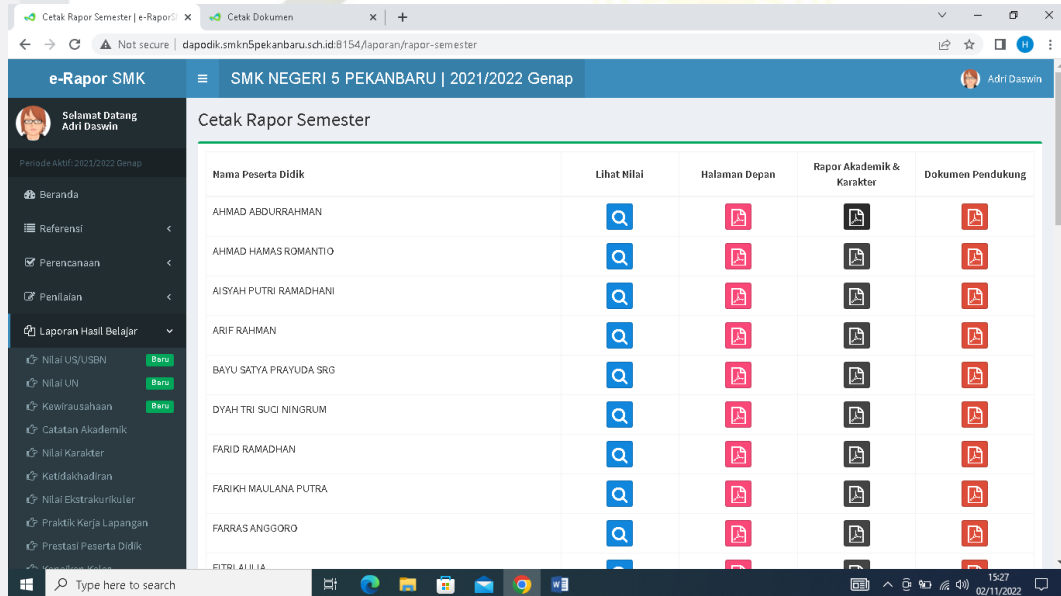 Cetak Rapor Semester | e-RaporS
Cetak Dokumen
Not secure | dapodik.smkn5pekanbaru.sch.id:8154/laporan/rapor-semester
H
e-Rapor SMK
SMK NEGERI 5 PEKANBARU | 2021/2022 Genap
Adri Daswin
Selamat Datang
Adri Daswin
Periode Aktif: 2021/2022 Genap
Beranda
Referensi
Perencanaan
Penilaian
Laporan Hasil Belajar
Nilai US/USBN Baru
Nilai UN Baru
Kewirausahaan Baru
Catatan Akademik
Nilai Karakter
Ketidakhadiran
Nilai Ekstrakurikuler
Praktik Kerja Lapangan
Prestasi Peserta Didik
Kenaikan Kelas
Cetak Rapor Semester
Nama Peserta Didik
Lihat Nilai
Halaman Depan
Rapor Akademik &
Karakter
Dokumen Pendukung
AHMAD ABDURRAHMAN
AHMAD HAMAS ROMANTIO
AISYAH PUTRI RAMADHANI
ARIF RAHMAN
BAYU SATYA PRAYUDA SRG
DYAH TRI SUCI NINGRUM
FARID RAMADHAN
FARIKH MAULANA PUTRA
FARRAS ANGGORO
FITRI AULIA
Type here to search
15:27
02/11/2022